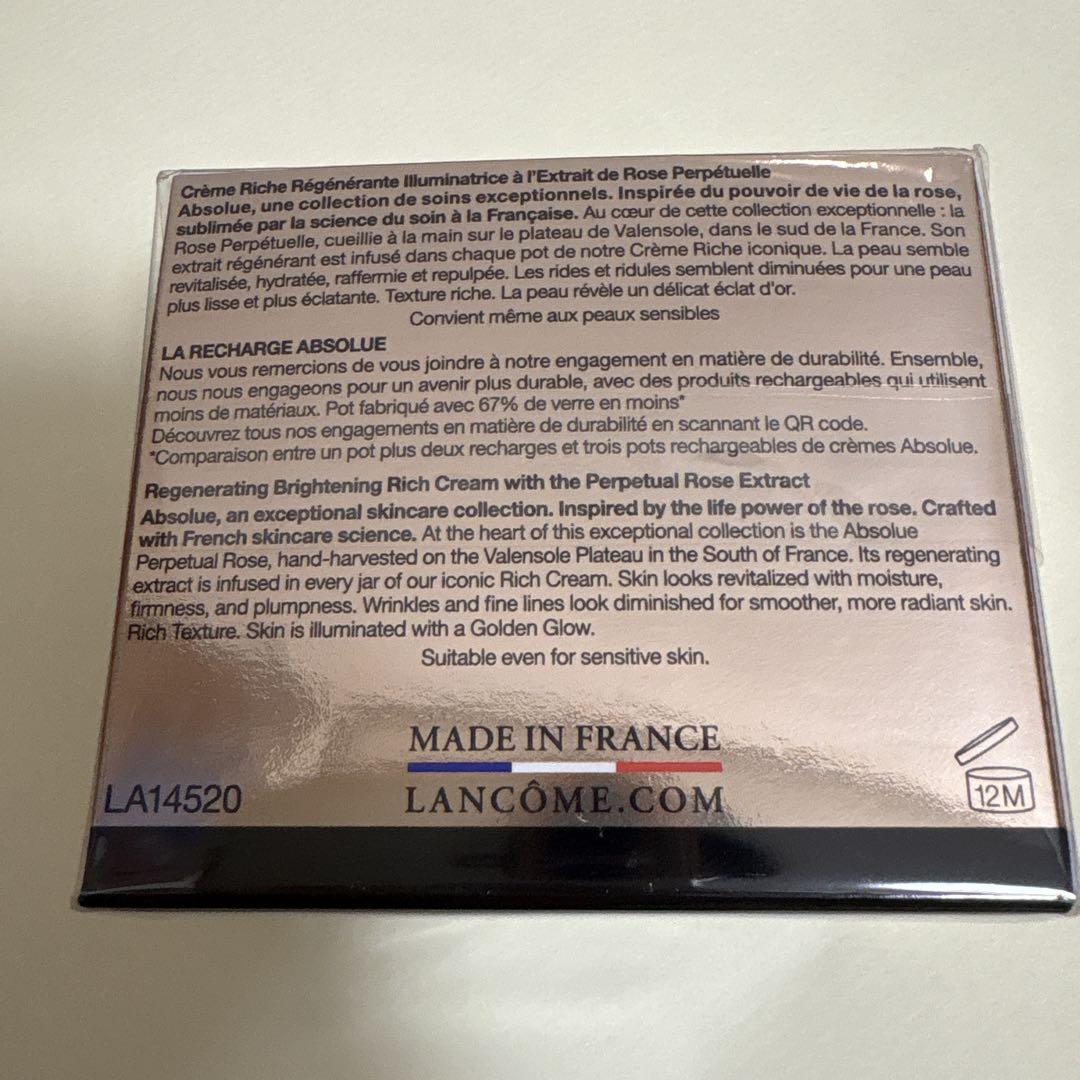 Crème Riche Régénérante Illuminatrice à l'Extrait de Rose Perpétuelle
Absolue, une collection de soins exceptionnels. Inspirée du pouvoir de vie de la rose,
sublimée par la science du soin à la Française. Au cœur de cette collection exceptionnelle : la
Rose Perpétuelle, cueillie à la main sur le plateau de Valensole, dans le sud de la France. Son
extrait régénérant est infusé dans chaque pot de notre Crème Riche iconique. La peau semble
revitalisée, hydratée, raffermie et repulpée. Les rides et ridules semblent diminuées pour une peau
plus lisse et plus éclatante. Texture riche. La peau révèle un délicat éclat d'or.
Convient même aux peaux sensibles
LA RECHARGE ABSOLUE
Nous vous remercions de vous joindre à notre engagement en matière de durabilité. Ensemble,
nous nous engageons pour un avenir plus durable, avec des produits rechargeables qui utilisent
moins de matériaux. Pot fabriqué avec 67% de verre en moins*
Découvrez tous nos engagements en matière de durabilité en scannant le QR code.
*Comparaison entre un pot plus deux recharges et trois pots rechargeables de crèmes Absolue.
Regenerating Brightening Rich Cream with the Perpetual Rose Extract
Absolue, an exceptional skincare collection. Inspired by the life power of the rose. Crafted
with French skincare science. At the heart of this exceptional collection is the Absolue
Perpetual Rose, hand-harvested on the Valensole Plateau in the South of France. Its regenerating
extract is infused in every jar of our iconic Rich Cream. Skin looks revitalized with moisture,
firmness, and plumpness. Wrinkles and fine lines look diminished for smoother, more radiant skin.
Rich Texture. Skin is illuminated with a Golden Glow.
Suitable even for sensitive skin.
MADE IN FRANCE
LA14520
LANCÔME.COM
12M